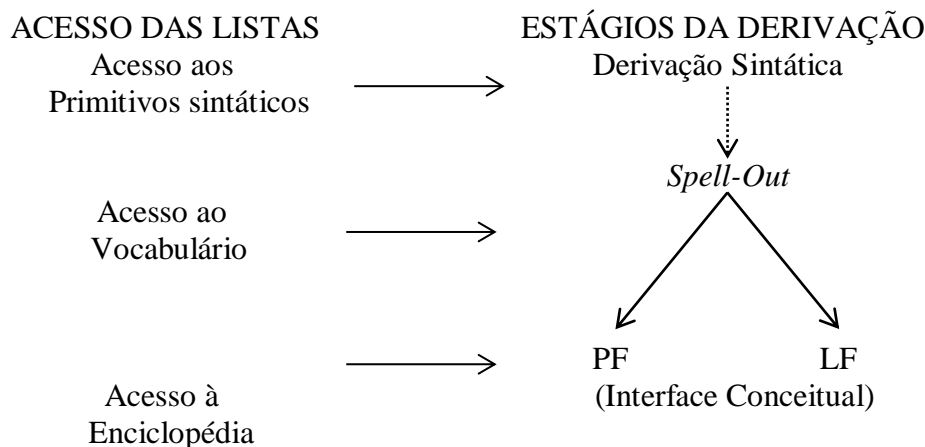 ACESSO DAS LISTAS
Acesso aos
Primitivos sintáticos
ESTÁGIOS DA DERIVAÇÃO
Derivação Sintática
Spell-Out
Acesso ao
Vocabulário
PF LF
(Interface Conceitual)
Acesso à
Enciclopédia